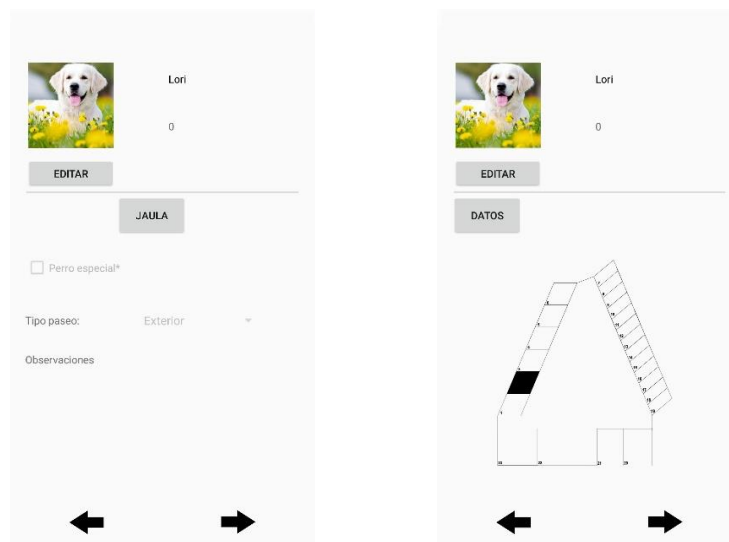 Lori
0
EDITAR
JAULA
Perro especial*
Tipo paseo:
Exterior
Observaciones
Lori
0
EDITAR
DATOS